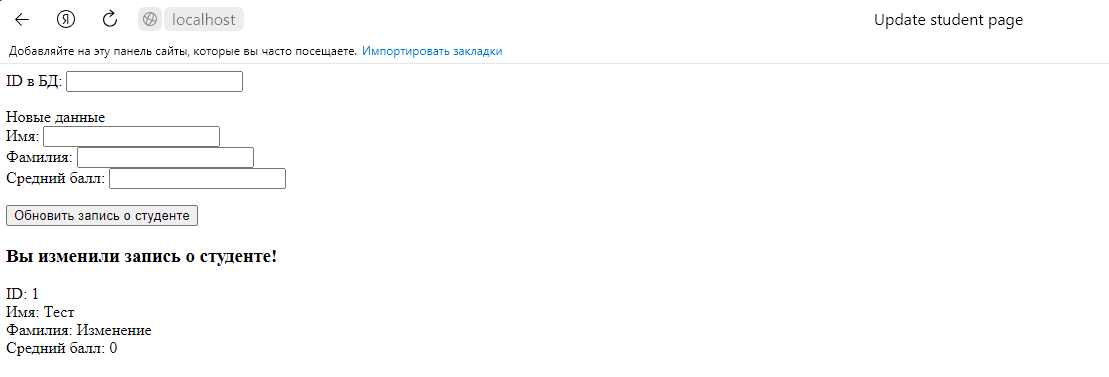 Я localhost Update student page
Добавляйте на эту панель сайты, которые вы часто посещаете. Импортировать закладки
ID в БД:
Новые данные
Имя:
Фамилия:
Средний балл:
Обновить запись о студенте
Вы изменили запись о студенте!
ID: 1
Имя: Тест
Фамилия: Изменение
Средний балл: 0